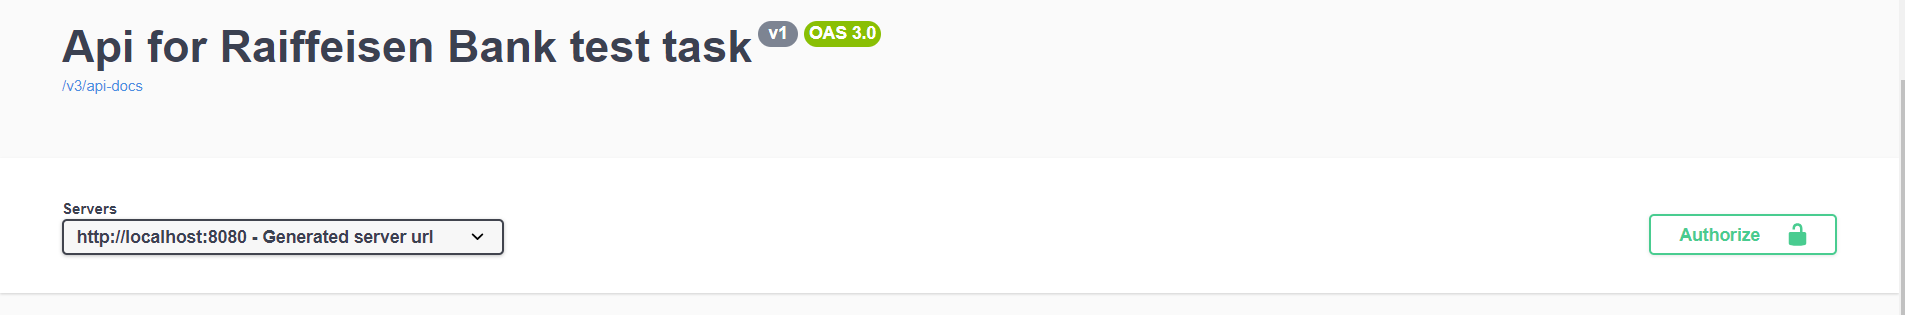 Api for Raiffeisen Bank test task v1 OAS 3.0
/v3/api-docs
Servers
http://localhost:8080 - Generated server url
Authorize